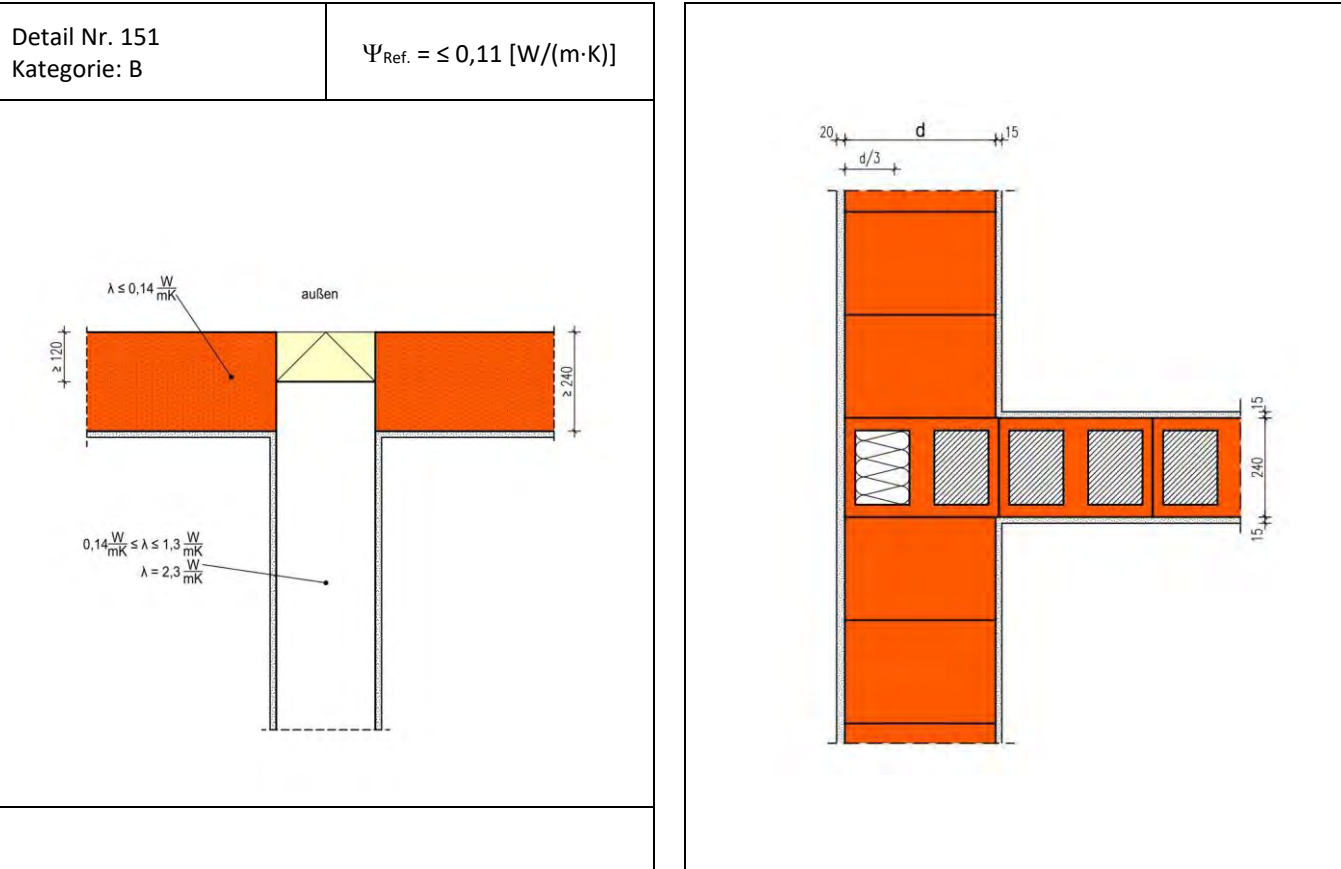 Detail Nr. 151
Kategorie: B
ΨRef. = ≤ 0,11 [W/(m·K)]
λ ≤ 0,14 W/mK
außen
≥ 120
≥ 240
0,14 W/mK ≤ λ ≤ 1,3 W/mK
λ = 2,3 W/mK
20
d
15
d/3
15
240
15